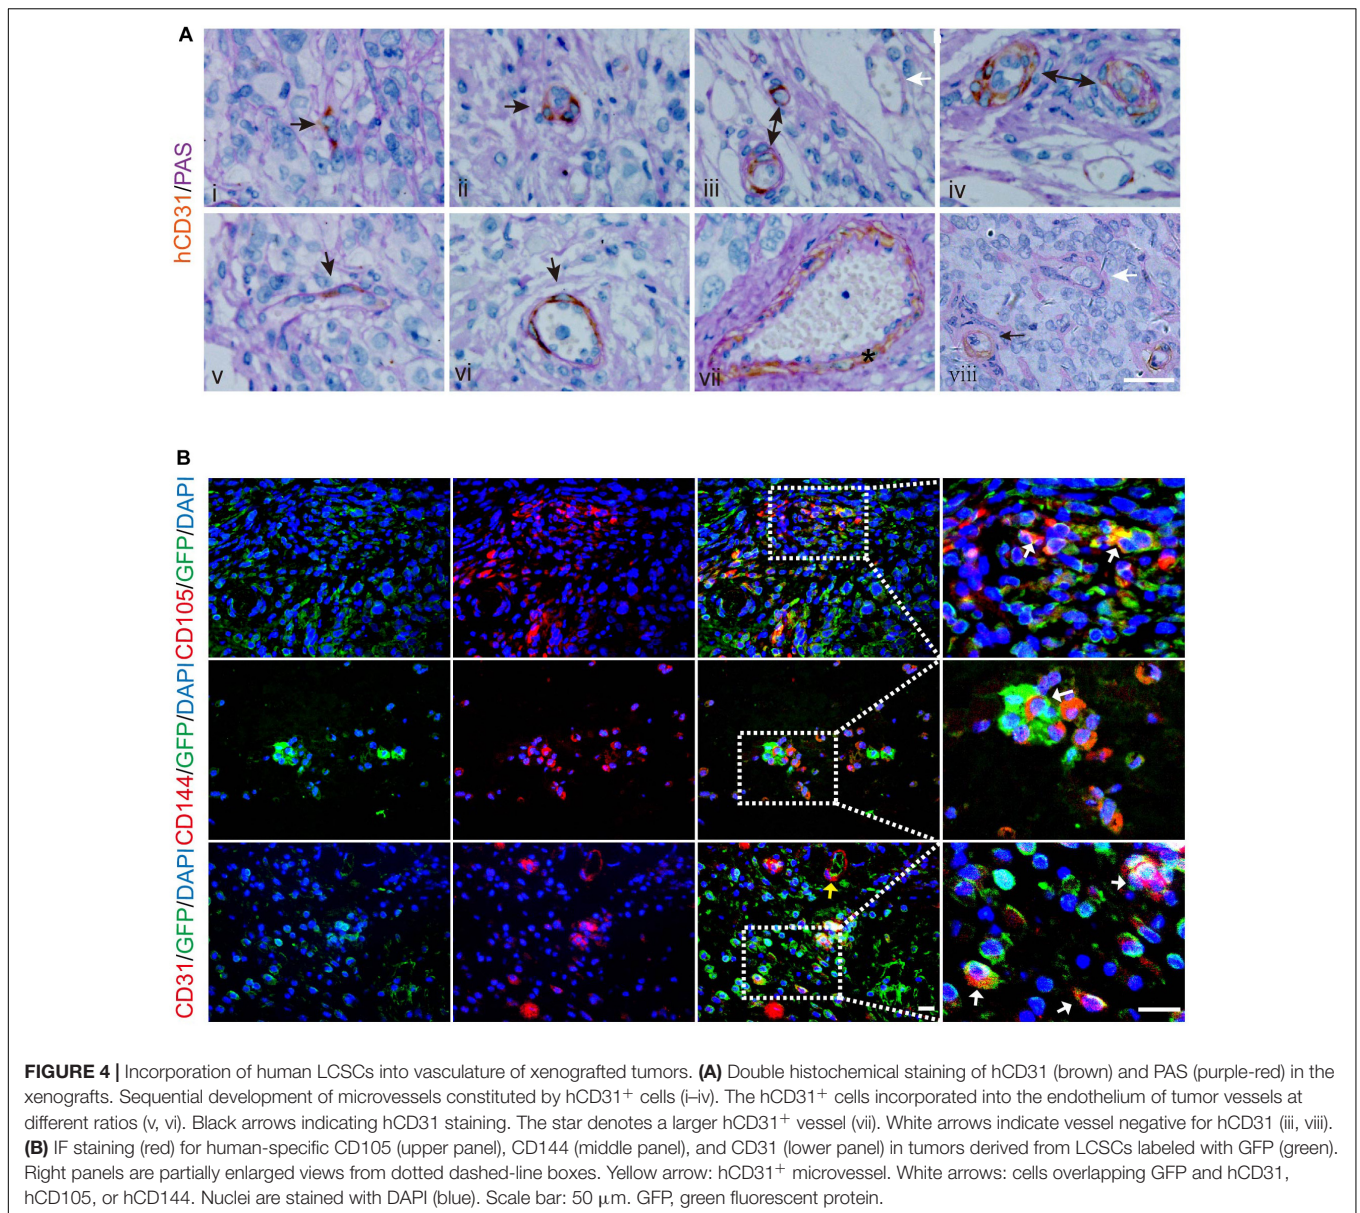 A
hCD31/PAS
i
ii
iii
iv
v
vi
vii
*
viii
B
CD105/GFP/DAPI
CD144/GFP/DAPI
CD31/GFP/DAPI
FIGURE 4 | Incorporation of human LCSCs into vasculature of xenografted tumors. (A) Double histochemical staining of hCD31 (brown) and PAS (purple-red) in the
xenografts. Sequential development of microvessels constituted by hCD31⁺ cells (i–iv). The hCD31⁺ cells incorporated into the endothelium of tumor vessels at
different ratios (v, vi). Black arrows indicating hCD31 staining. The star denotes a larger hCD31⁺ vessel (vii). White arrows indicate vessel negative for hCD31 (iii, viii).
(B) IF staining (red) for human-specific CD105 (upper panel), CD144 (middle panel), and CD31 (lower panel) in tumors derived from LCSCs labeled with GFP (green).
Right panels are partially enlarged views from dotted dashed-line boxes. Yellow arrow: hCD31⁺ microvessel. White arrows: cells overlapping GFP and hCD31,
hCD105, or hCD144. Nuclei are stained with DAPI (blue). Scale bar: 50 μm. GFP, green fluorescent protein.